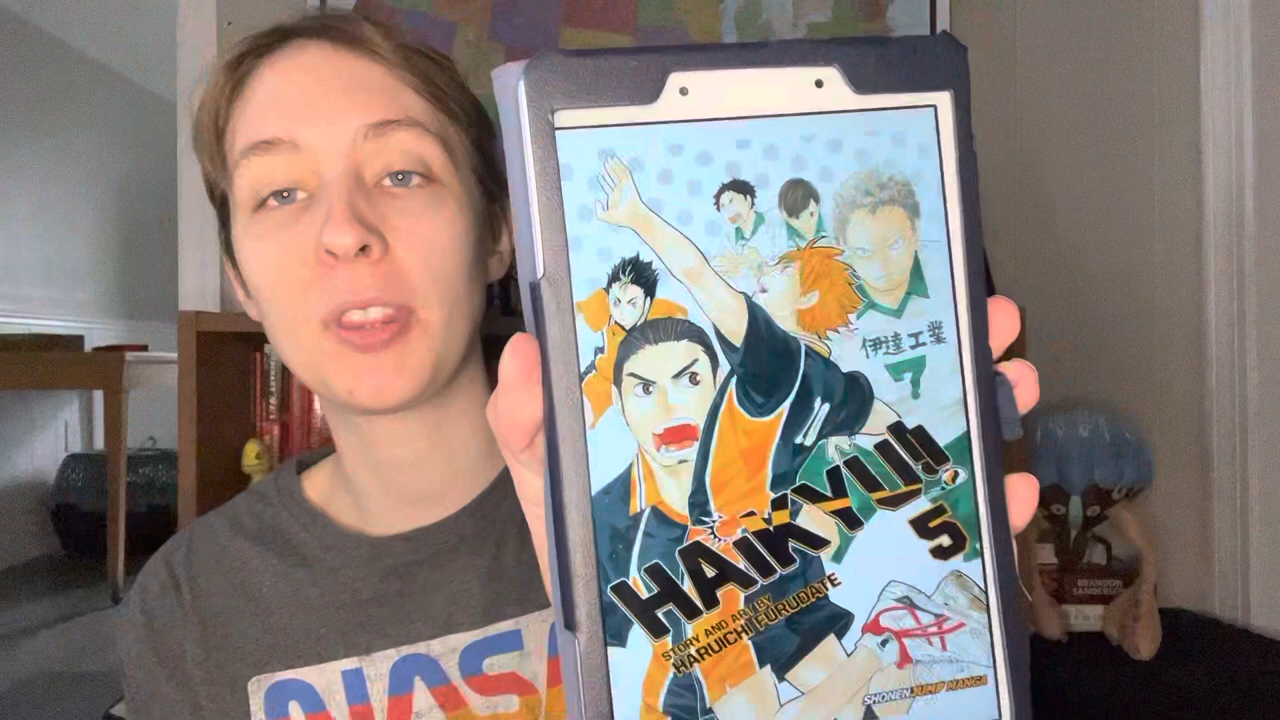 伊達工業
7
HAiKYU!!
5
STORY AND ART BY
HARUICHI FURUDATE
SHONEN JUMP MANGA
NASA
BRANDON
SANDERSON